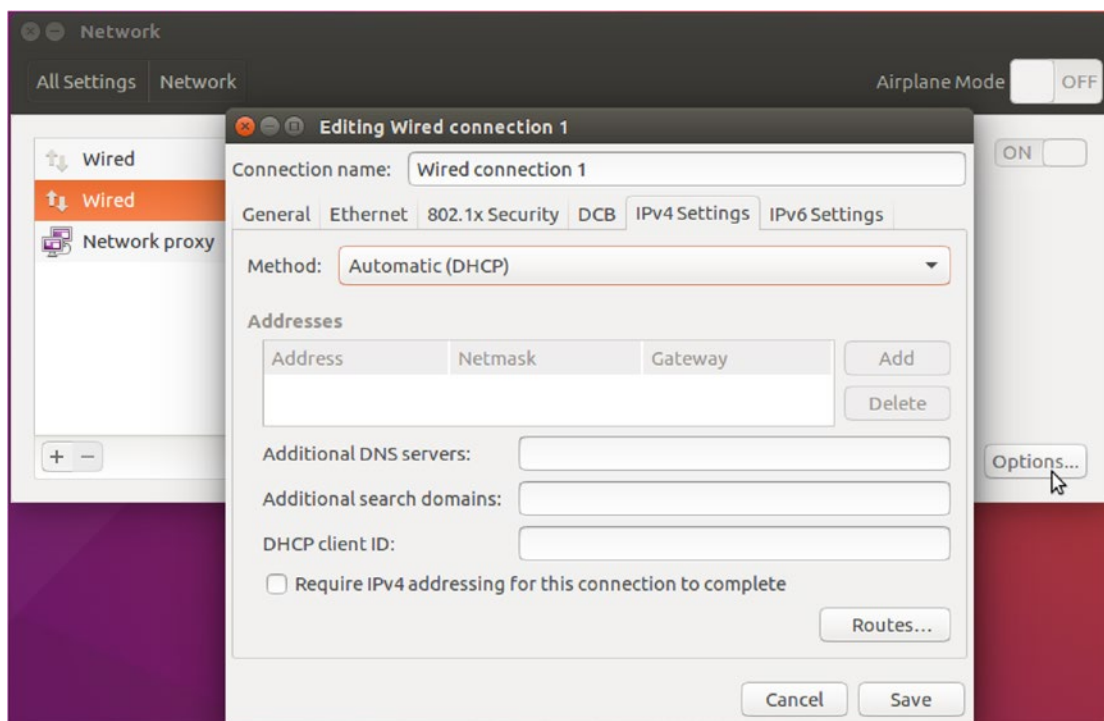 Network
All Settings Network Airplane Mode OFF
Editing Wired connection 1
Wired
Wired
Network proxy
ON
Connection name: Wired connection 1
General Ethernet 802.1x Security DCB IPv4 Settings IPv6 Settings
Method: Automatic (DHCP)
Addresses
Address Netmask Gateway Add
Delete
Additional DNS servers:
Additional search domains:
DHCP client ID:
Require IPv4 addressing for this connection to complete
Routes...
Cancel Save
+ −
Options...